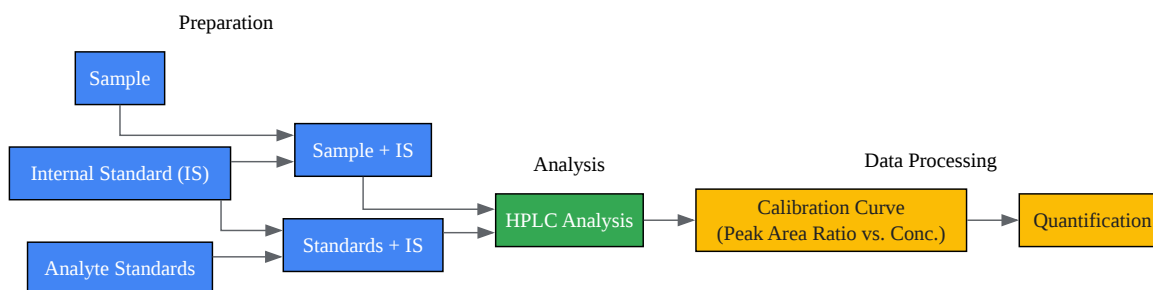 Preparation
Sample
Internal Standard (IS)
Analyte Standards
Sample + IS
Standards + IS
Analysis
HPLC Analysis
Data Processing
Calibration Curve
(Peak Area Ratio vs. Conc.)
Quantification